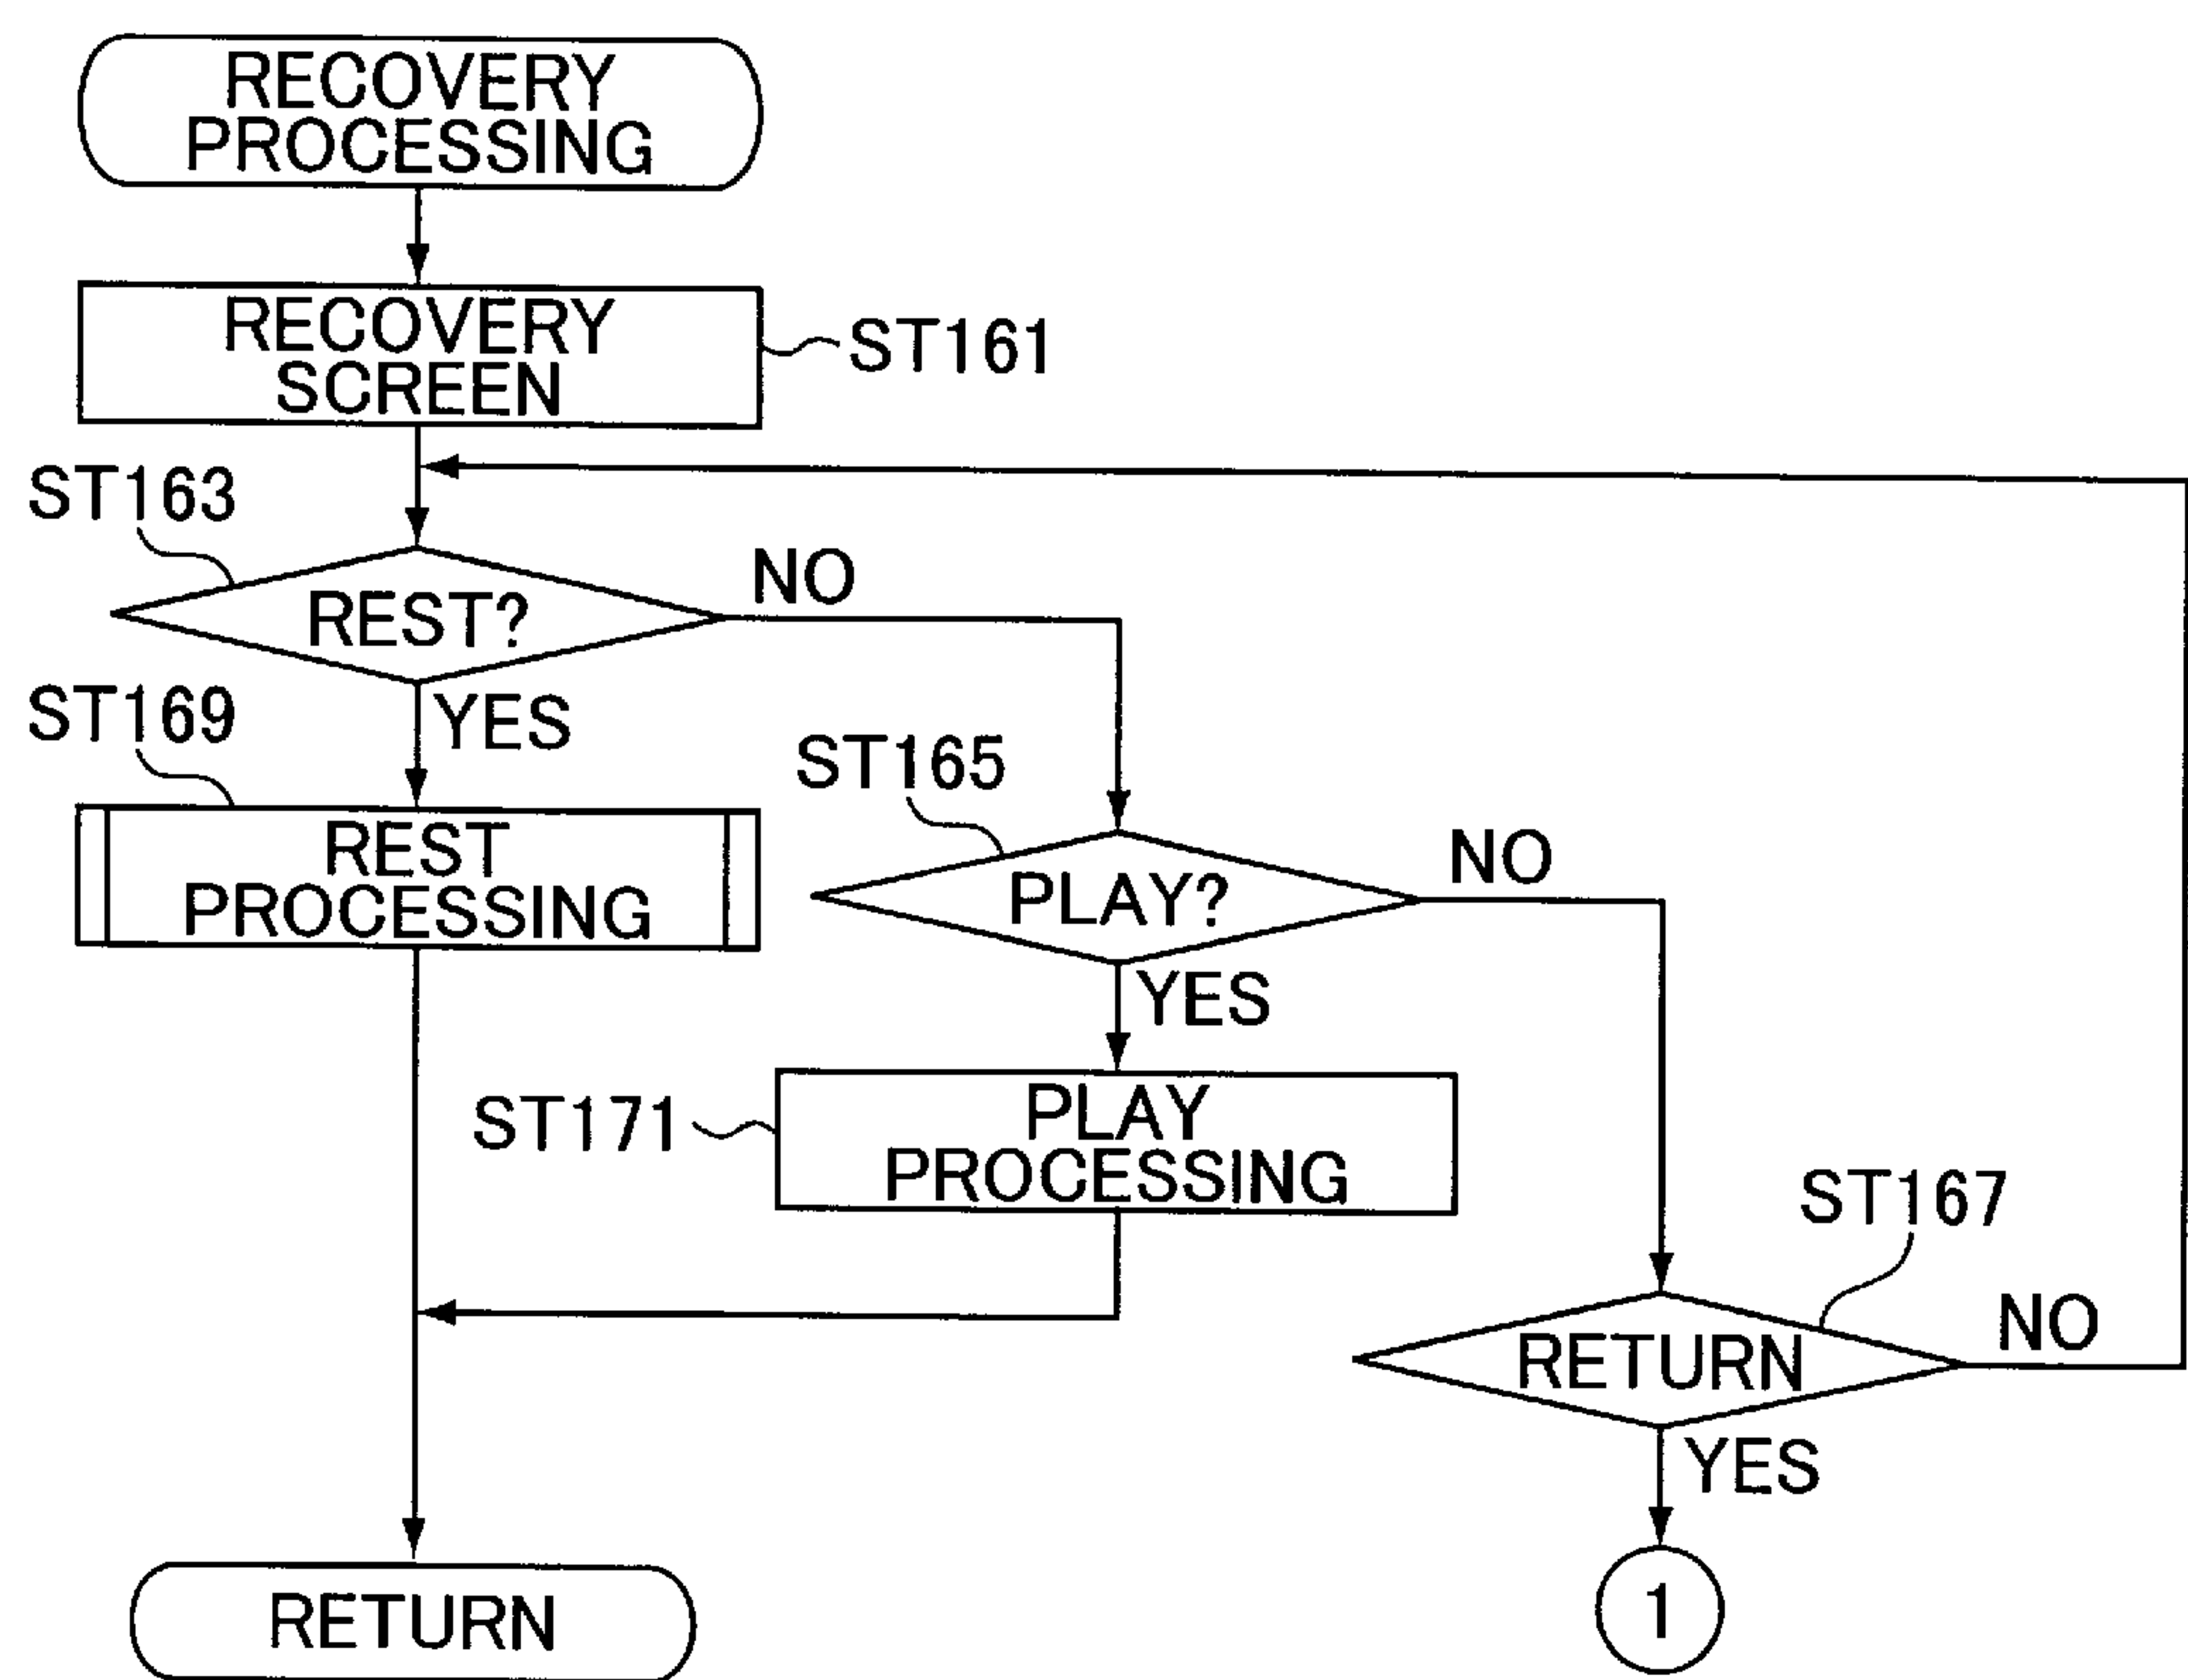 RECOVERY
PROCESSING
RECOVERY
SCREEN
ST161
ST163
REST?
NO
YES
ST169
REST
PROCESSING
ST165
PLAY?
NO
YES
ST171
PLAY
PROCESSING
ST167
RETURN
NO
YES
RETURN
1